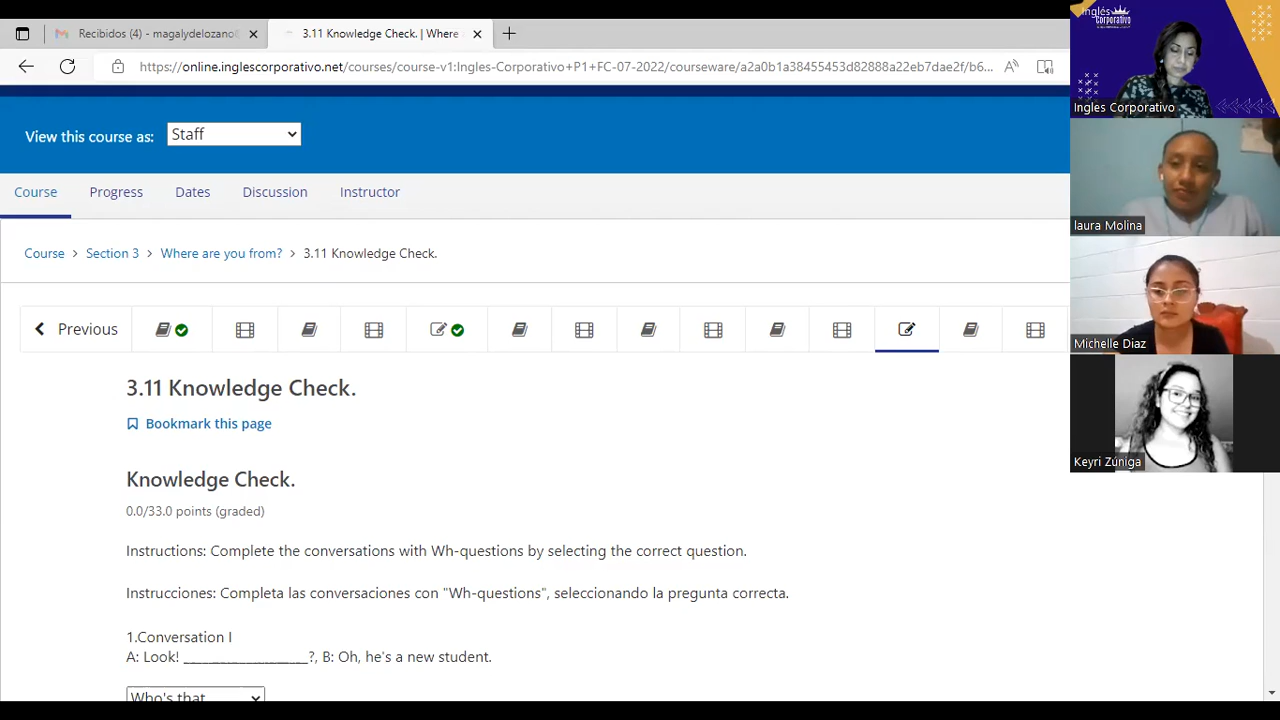 Recibidos (4) - magalydelozano@
3.11 Knowledge Check. | Where
https://online.inglescorporativo.net/courses/course-v1:Ingles-Corporativo+P1+FC-07-2022/courseware/a2a0b1a38455453d82888a22eb7dae2f/b6...
View this course as: Staff
Course Progress Dates Discussion Instructor
Course > Section 3 > Where are you from? > 3.11 Knowledge Check.
Previous
3.11 Knowledge Check.
Bookmark this page
Knowledge Check.
0.0/33.0 points (graded)
Instructions: Complete the conversations with Wh-questions by selecting the correct question.
Instrucciones: Completa las conversaciones con "Wh-questions", seleccionando la pregunta correcta.
1.Conversation I
A: Look! ____________________?, B: Oh, he's a new student.
Who's that
Inglés
Corporativo
Ingles Corporativo
laura Molina
Michelle Diaz
Keyri Zúniga